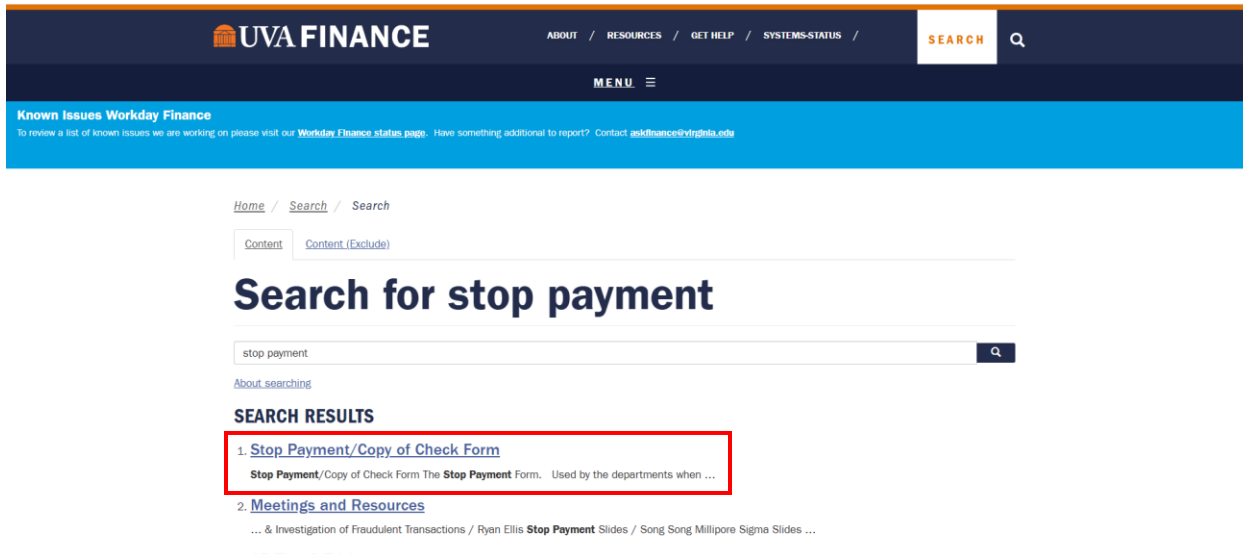 UVA FINANCE
ABOUT / RESOURCES / GET HELP / SYSTEMS-STATUS /
SEARCH
MENU
Known Issues Workday Finance
To review a list of known issues we are working on please visit our Workday Finance status page. Have something additional to report? Contact askfinance@virginia.edu
Home / Search / Search
Content Content (Exclude)
Search for stop payment
stop payment
About searching
SEARCH RESULTS
1. Stop Payment/Copy of Check Form
Stop Payment/Copy of Check Form The Stop Payment Form. Used by the departments when ...
2. Meetings and Resources
... & Investigation of Fraudulent Transactions / Ryan Ellis Stop Payment Slides / Song Song Millipore Sigma Slides ...